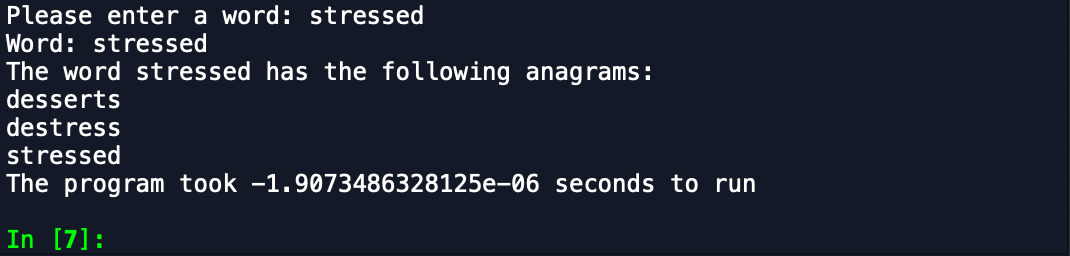 Please enter a word: stressed
Word: stressed
The word stressed has the following anagrams:
desserts
destress
stressed
The program took -1.9073486328125e-06 seconds to run
In [7]: